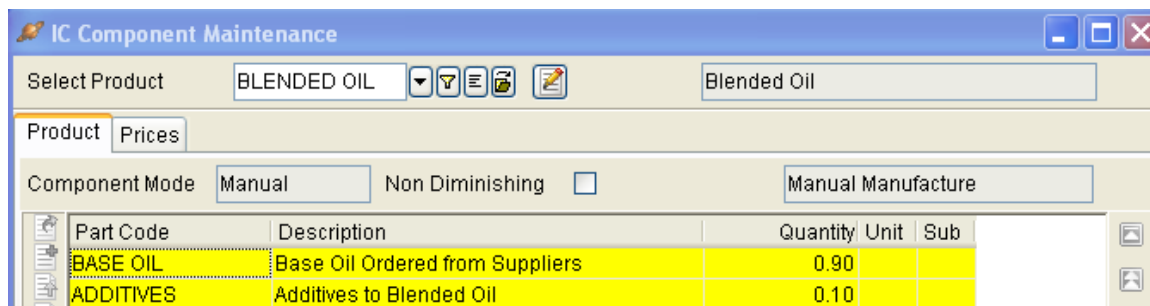 IC Component Maintenance
Select Product BLENDED OIL Blended Oil
Product Prices
Component Mode Manual Non Diminishing Manual Manufacture
Part Code Description Quantity Unit Sub
BASE OIL Base Oil Ordered from Suppliers 0.90
ADDITIVES Additives to Blended Oil 0.10